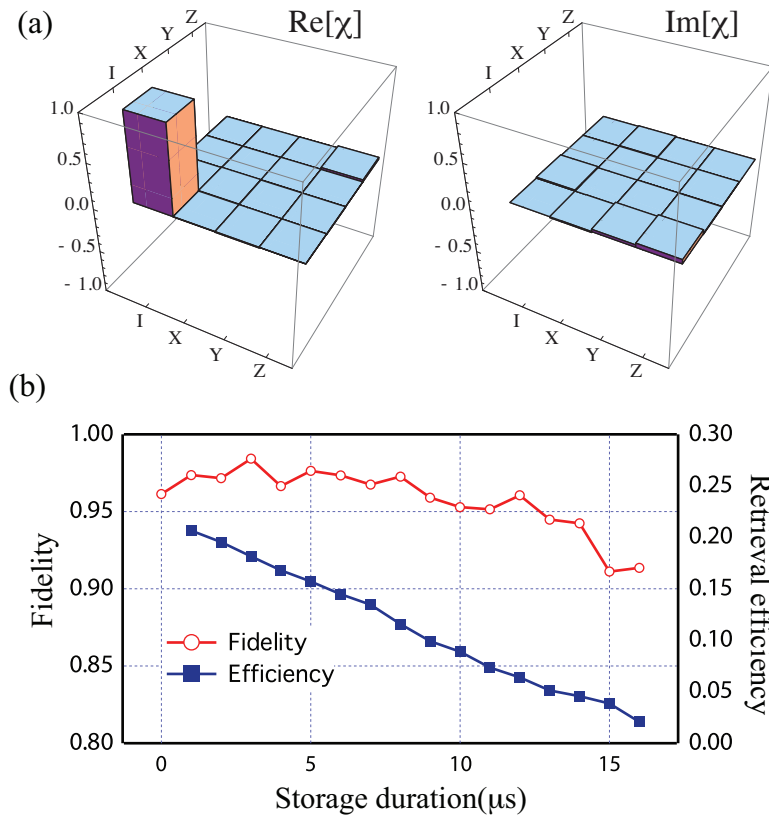 (a)
Re[χ]
Im[χ]
Z
Y
X
I
1.0
0.5
0.0
- 0.5
- 1.0
I
X
Y
Z
Z
Y
X
I
1.0
0.5
0.0
- 0.5
- 1.0
I
X
Y
Z
(b)
1.00
0.95
0.90
0.85
0.80
Fidelity
0.30
0.25
0.20
0.15
0.10
0.05
0.00
Retrieval efficiency
Fidelity
Efficiency
0
5
10
15
Storage duration(μs)